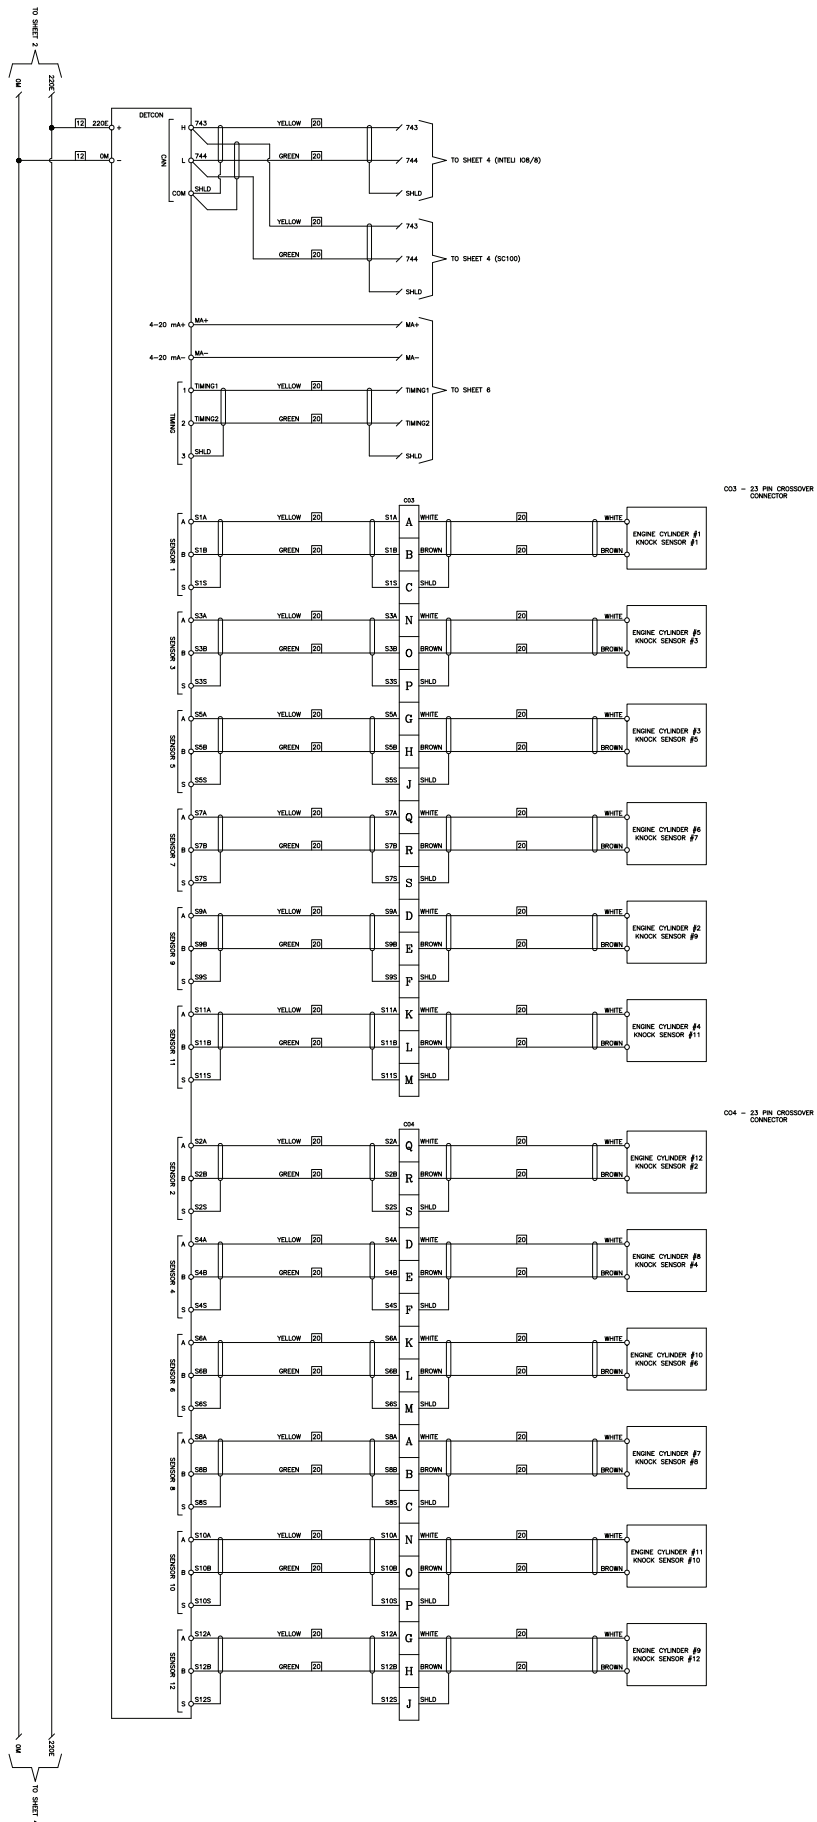 TO SHEET 2
0M
220E
DETCON
12 220E +
12 0M -
CAN
H 743 YELLOW 20 743
L 744 GREEN 20 744 TO SHEET 4 (INTELI IO8/8)
COM SHLD SHLD
YELLOW 20 743
GREEN 20 744 TO SHEET 4 (SC100)
SHLD
4-20 mA+ MA+ MA+
4-20 mA- MA- MA-
TIMING
1 TIMING1 YELLOW 20 TIMING1 TO SHEET 6
2 TIMING2 GREEN 20 TIMING2
3 SHLD SHLD
C03 - 23 PIN CROSSOVER
CONNECTOR
C03
SENSOR 1
A S1A YELLOW 20 S1A A WHITE 20 WHITE
B S1B GREEN 20 S1B B BROWN 20 BROWN
S S1S S1S C SHLD
ENGINE CYLINDER #1
KNOCK SENSOR #1
SENSOR 3
A S3A YELLOW 20 S3A N WHITE 20 WHITE
B S3B GREEN 20 S3B O BROWN 20 BROWN
S S3S S3S P SHLD
ENGINE CYLINDER #5
KNOCK SENSOR #3
SENSOR 5
A S5A YELLOW 20 S5A G WHITE 20 WHITE
B S5B GREEN 20 S5B H BROWN 20 BROWN
S S5S S5S J SHLD
ENGINE CYLINDER #3
KNOCK SENSOR #5
SENSOR 7
A S7A YELLOW 20 S7A Q WHITE 20 WHITE
B S7B GREEN 20 S7B R BROWN 20 BROWN
S S7S S7S S SHLD
ENGINE CYLINDER #6
KNOCK SENSOR #7
SENSOR 9
A S9A YELLOW 20 S9A D WHITE 20 WHITE
B S9B GREEN 20 S9B E BROWN 20 BROWN
S S9S S9S F SHLD
ENGINE CYLINDER #2
KNOCK SENSOR #9
SENSOR 11
A S11A YELLOW 20 S11A K WHITE 20 WHITE
B S11B GREEN 20 S11B L BROWN 20 BROWN
S S11S S11S M SHLD
ENGINE CYLINDER #4
KNOCK SENSOR #11
C04 - 23 PIN CROSSOVER
CONNECTOR
C04
SENSOR 2
A S2A YELLOW 20 S2A Q WHITE 20 WHITE
B S2B GREEN 20 S2B R BROWN 20 BROWN
S S2S S2S S SHLD
ENGINE CYLINDER #12
KNOCK SENSOR #2
SENSOR 4
A S4A YELLOW 20 S4A D WHITE 20 WHITE
B S4B GREEN 20 S4B E BROWN 20 BROWN
S S4S S4S F SHLD
ENGINE CYLINDER #8
KNOCK SENSOR #4
SENSOR 6
A S6A YELLOW 20 S6A K WHITE 20 WHITE
B S6B GREEN 20 S6B L BROWN 20 BROWN
S S6S S6S M SHLD
ENGINE CYLINDER #10
KNOCK SENSOR #6
SENSOR 8
A S8A YELLOW 20 S8A A WHITE 20 WHITE
B S8B GREEN 20 S8B B BROWN 20 BROWN
S S8S S8S C SHLD
ENGINE CYLINDER #7
KNOCK SENSOR #8
SENSOR 10
A S10A YELLOW 20 S10A N WHITE 20 WHITE
B S10B GREEN 20 S10B O BROWN 20 BROWN
S S10S S10S P SHLD
ENGINE CYLINDER #11
KNOCK SENSOR #10
SENSOR 12
A S12A YELLOW 20 S12A G WHITE 20 WHITE
B S12B GREEN 20 S12B H BROWN 20 BROWN
S S12S S12S J SHLD
ENGINE CYLINDER #9
KNOCK SENSOR #12
0M
220E
TO SHEET